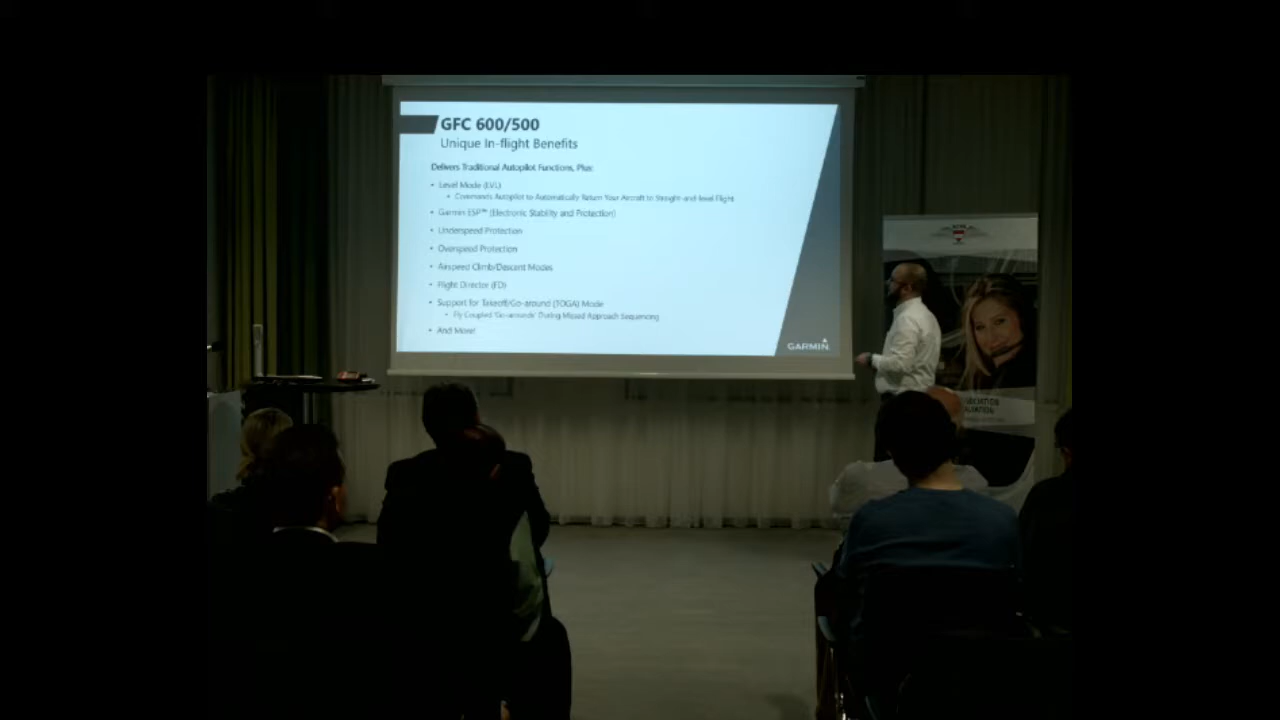 GFC 600/500
Unique In-flight Benefits
Delivers Traditional Autopilot Functions, Plus:
• Level Mode (LVL)
• Commands Autopilot to Automatically Return Your Aircraft to Straight-and-level Flight
• Garmin ESP™ (Electronic Stability and Protection)
• Underspeed Protection
• Overspeed Protection
• Airspeed Climb/Descent Modes
• Flight Director (FD)
• Support for Takeoff/Go-around (TOGA) Mode
• Fly Coupled 'Go-arounds' During Missed Approach Sequencing
• And More!
GARMIN